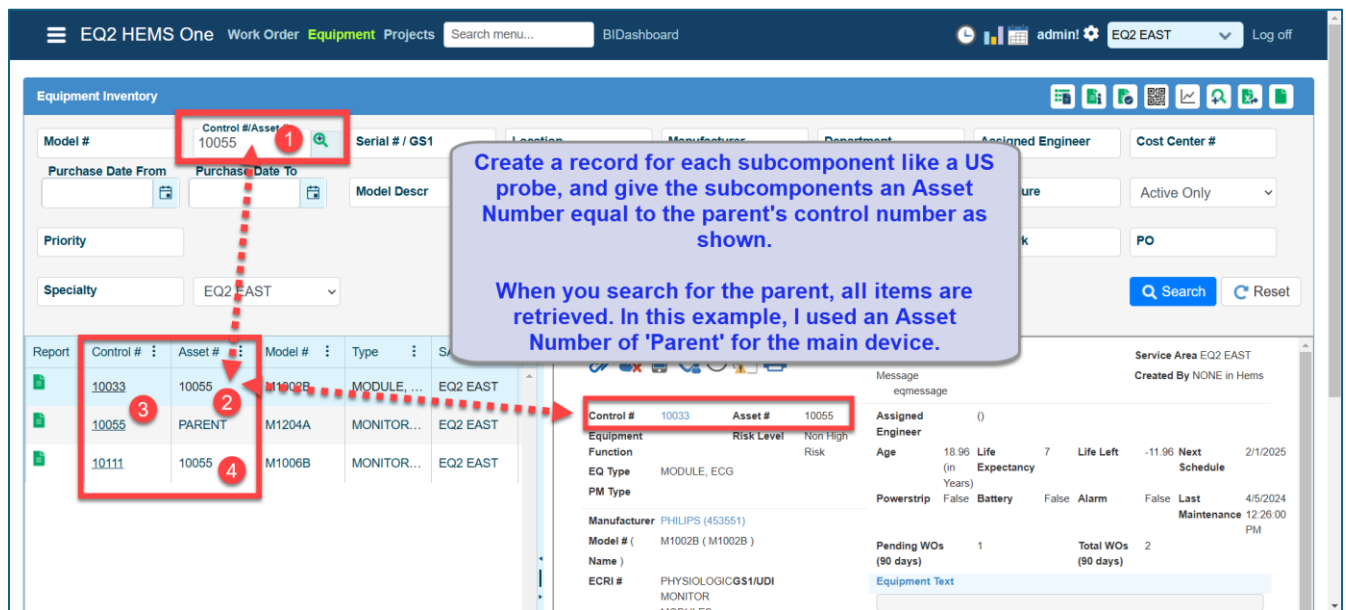 EQ2 HEMS One Work Order Equipment Projects Search menu... BIDashboard admin! EQ2 EAST Log off
Equipment Inventory
Model # Control #/Asset # 10055 1 Serial # / GS1 Location Manufacturer Department Assigned Engineer Cost Center #
Purchase Date From Purchase Date To Model Descr Active Only
Priority PO
Specialty EQ2 EAST Search Reset
Create a record for each subcomponent like a US
probe, and give the subcomponents an Asset
Number equal to the parent's control number as
shown.
When you search for the parent, all items are
retrieved. In this example, I used an Asset
Number of 'Parent' for the main device.
Report Control # Asset # Model # Type
10033 10055 M1002B MODULE, ... EQ2 EAST
3 2
10055 PARENT M1204A MONITOR... EQ2 EAST
10111 10055 4 M1006B MONITOR... EQ2 EAST
Message
eqmessage
Service Area EQ2 EAST
Created By NONE in Hems
Control # 10033 Asset # 10055
Equipment Function Risk Level Non High Risk
EQ Type MODULE, ECG
PM Type
Manufacturer PHILIPS (453551)
Model # ( Name ) M1002B ( M1002B )
ECRI # PHYSIOLOGIC MONITOR GS1/UDI
Assigned Engineer ()
Age 18.96 (in Years) Life Expectancy 7 Life Left -11.96 Next Schedule 2/1/2025
Powerstrip False Battery False Alarm False Last Maintenance 4/5/2024 12:26:00 PM
Pending WOs (90 days) 1 Total WOs (90 days) 2
Equipment Text